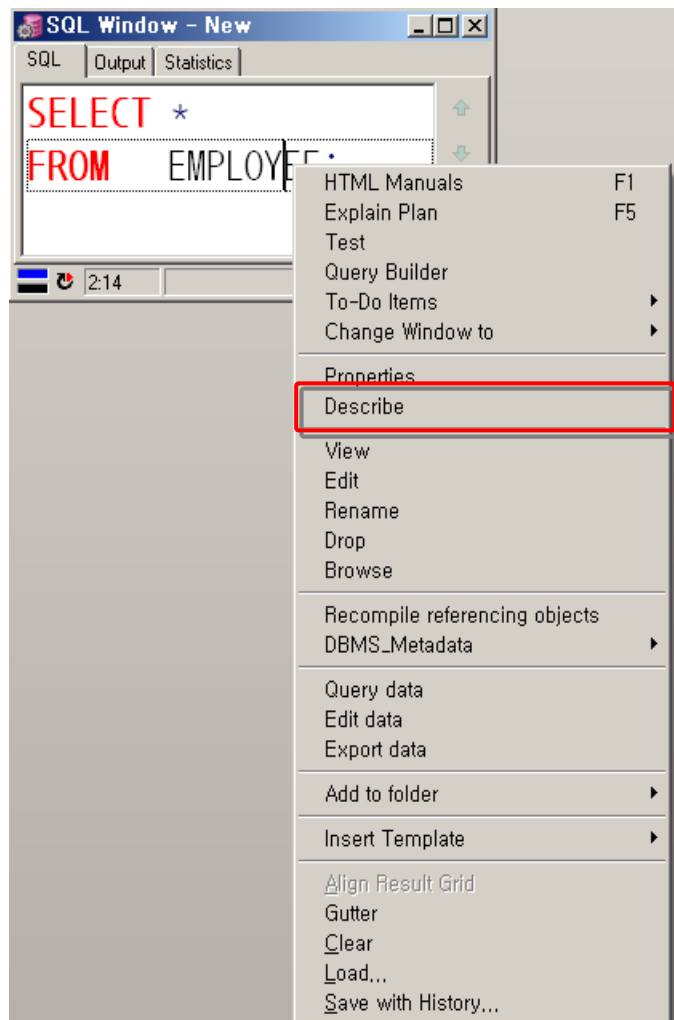 SQL Window - New
SQL Output Statistics
SELECT *
FROM EMPLOYEE;
2:14
HTML Manuals F1
Explain Plan F5
Test
Query Builder
To-Do Items
Change Window to
Properties
Describe
View
Edit
Rename
Drop
Browse
Recompile referencing objects
DBMS_Metadata
Query data
Edit data
Export data
Add to folder
Insert Template
Align Result Grid
Gutter
Clear
Load...
Save with History...